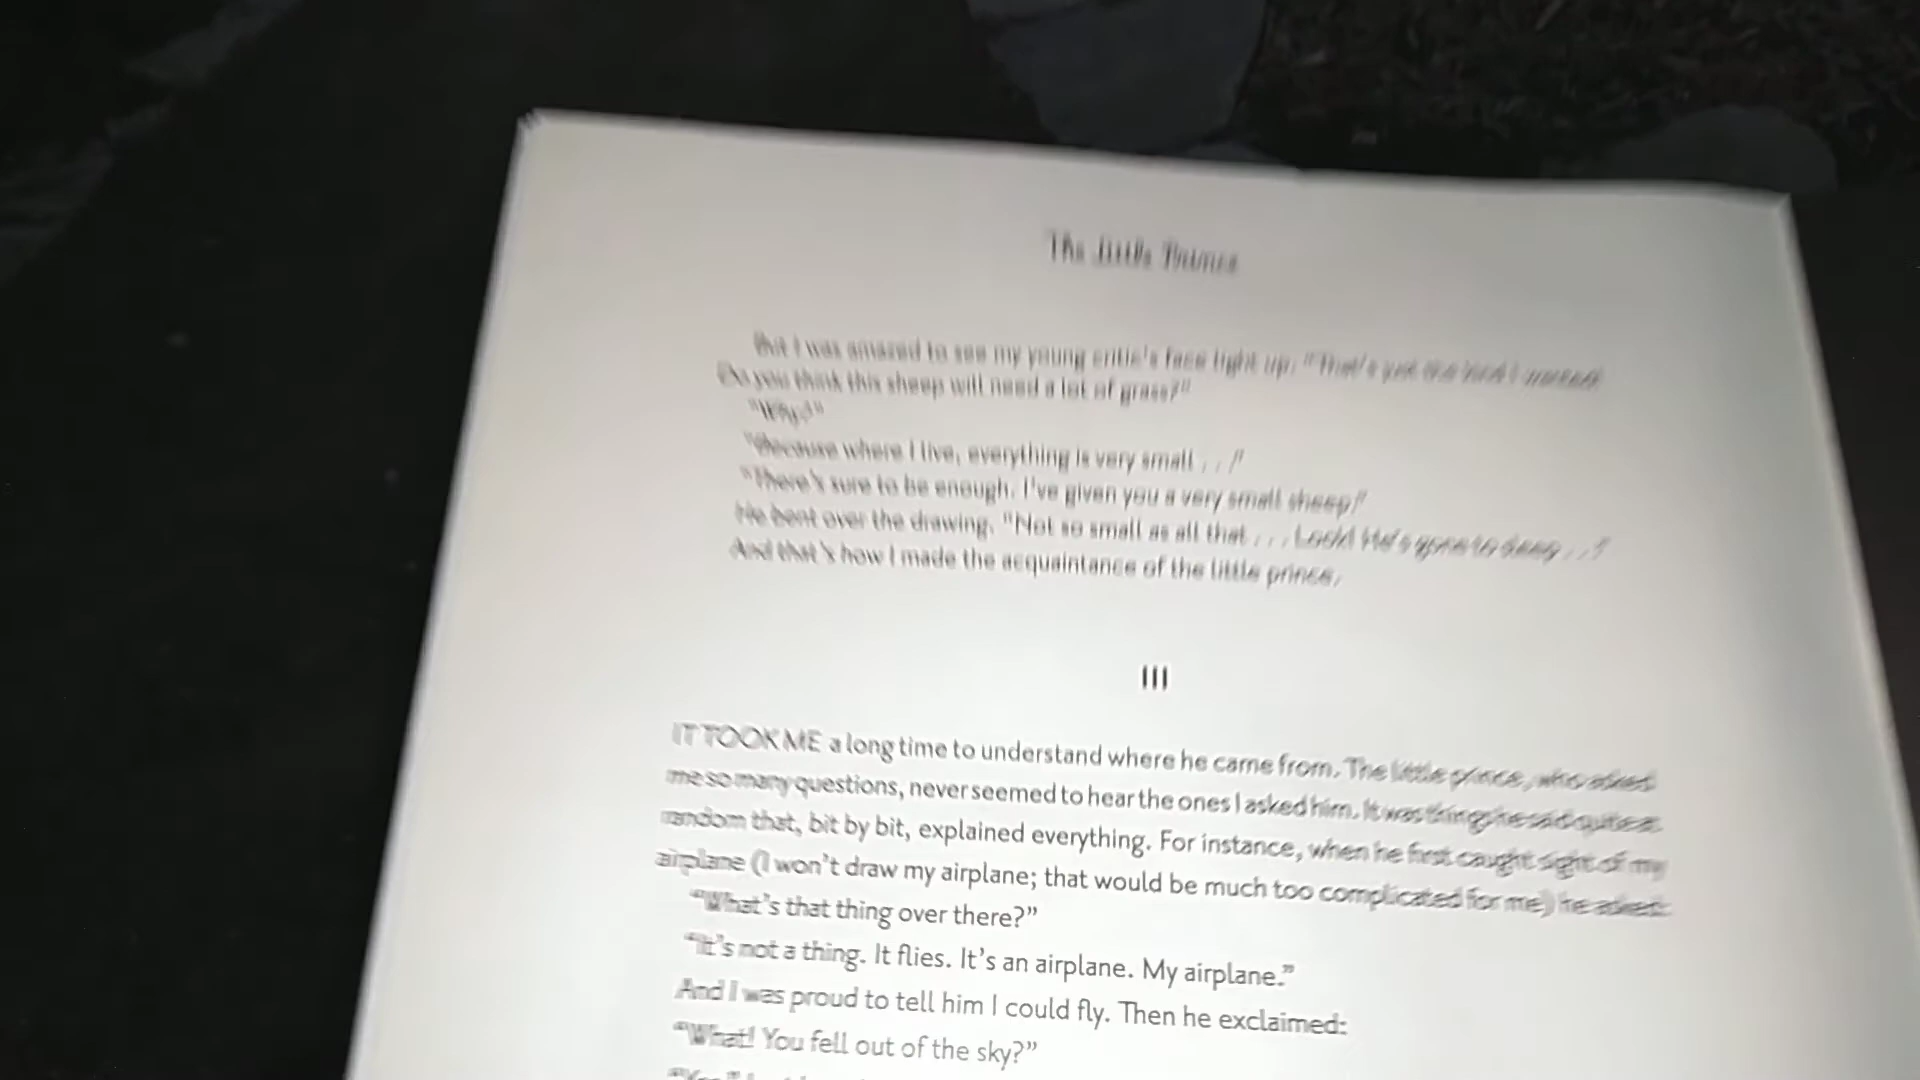 The Little Prince
But I was amazed to see my young critic's face light up. "That's just the kind I wanted!
Do you think this sheep will need a lot of grass?"
"Why?"
"Because where I live, everything is very small . . ."
"There's sure to be enough. I've given you a very small sheep."
He bent over the drawing. "Not so small as all that . . . Look! He's gone to sleep . . ."
And that's how I made the acquaintance of the little prince.
III
IT TOOK ME a long time to understand where he came from. The little prince, who asked
me so many questions, never seemed to hear the ones I asked him. It was things he said quite at
random that, bit by bit, explained everything. For instance, when he first caught sight of my
airplane (I won't draw my airplane; that would be much too complicated for me) he asked:
"What's that thing over there?"
"It's not a thing. It flies. It's an airplane. My airplane."
And I was proud to tell him I could fly. Then he exclaimed:
"What! You fell out of the sky?"